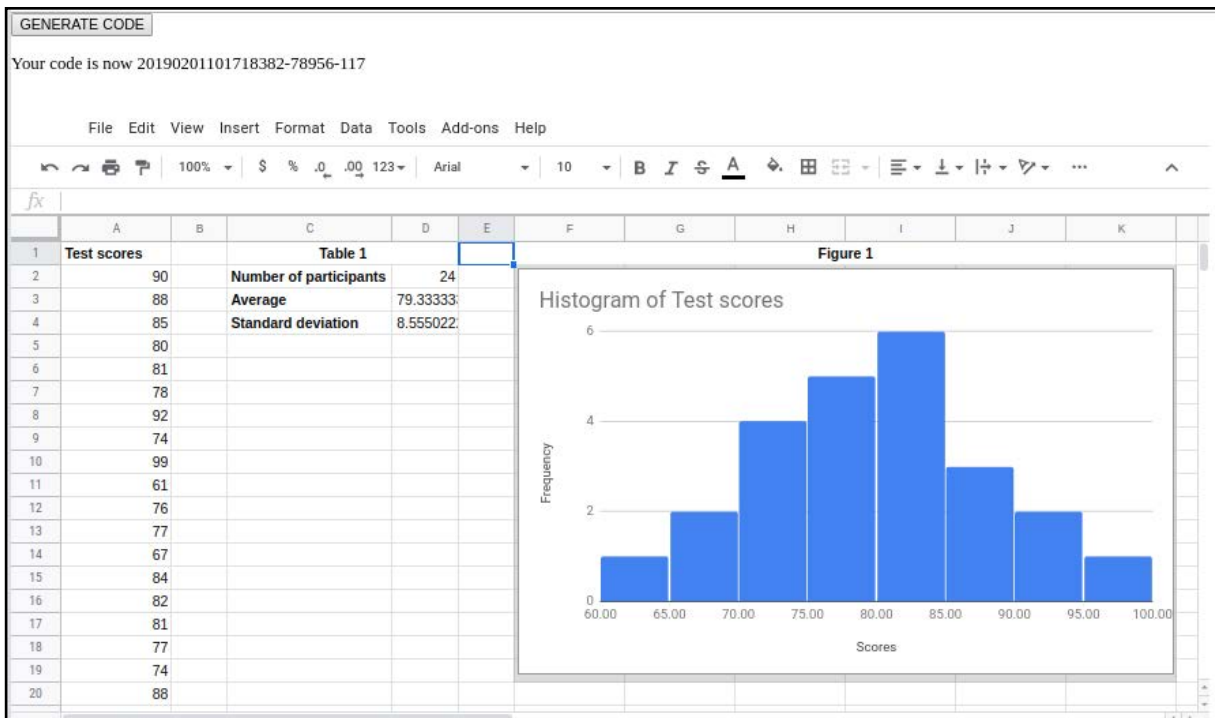 GENERATE CODE
Your code is now 20190201101718382-78956-117
File Edit View Insert Format Data Tools Add-ons Help
100% $ % .0 .00 123 Arial 10 B I S A ...
fx
A B C D E F G H I J K
1 Test scores Table 1 Figure 1
2 90 Number of participants 24
3 88 Average 79.33333
4 85 Standard deviation 8.555022
5 80
6 81
7 78
8 92
9 74
10 99
11 61
12 76
13 77
14 67
15 84
16 82
17 81
18 77
19 74
20 88
Histogram of Test scores
6
4
2
0
Frequency
60.00 65.00 70.00 75.00 80.00 85.00 90.00 95.00 100.00
Scores